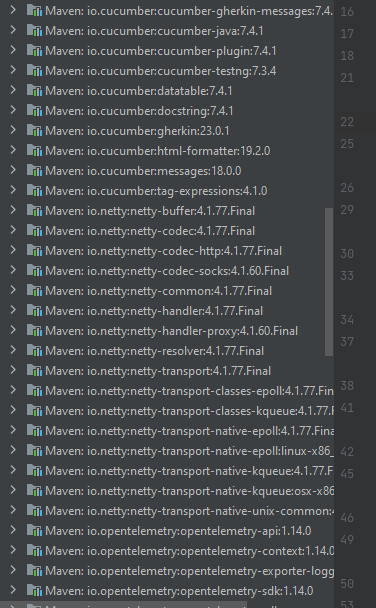 Maven: io.cucumber:cucumber-gherkin-messages:7.4. 16
Maven: io.cucumber:cucumber-java:7.4.1 17
Maven: io.cucumber:cucumber-plugin:7.4.1 18
Maven: io.cucumber:cucumber-testng:7.3.4 21
Maven: io.cucumber:datatable:7.4.1
Maven: io.cucumber:docstring:7.4.1 22
Maven: io.cucumber:gherkin:23.0.1
Maven: io.cucumber:html-formatter:19.2.0 25
Maven: io.cucumber:messages:18.0.0
Maven: io.cucumber:tag-expressions:4.1.0 26
Maven: io.netty:netty-buffer:4.1.77.Final 29
Maven: io.netty:netty-codec:4.1.77.Final
Maven: io.netty:netty-codec-http:4.1.77.Final 30
Maven: io.netty:netty-codec-socks:4.1.60.Final 33
Maven: io.netty:netty-common:4.1.77.Final
Maven: io.netty:netty-handler:4.1.77.Final 34
Maven: io.netty:netty-handler-proxy:4.1.60.Final 37
Maven: io.netty:netty-resolver:4.1.77.Final
Maven: io.netty:netty-transport:4.1.77.Final 38
Maven: io.netty:netty-transport-classes-epoll:4.1.77.Final
Maven: io.netty:netty-transport-classes-kqueue:4.1.77.F 41
Maven: io.netty:netty-transport-native-epoll:4.1.77.Fina
Maven: io.netty:netty-transport-native-epoll:linux-x86_ 42
Maven: io.netty:netty-transport-native-kqueue:4.1.77.F 45
Maven: io.netty:netty-transport-native-kqueue:osx-x86
Maven: io.netty:netty-transport-native-unix-common:4 46
Maven: io.opentelemetry:opentelemetry-api:1.14.0 49
Maven: io.opentelemetry:opentelemetry-context:1.14.0
Maven: io.opentelemetry:opentelemetry-exporter-logg 50
Maven: io.opentelemetry:opentelemetry-sdk:1.14.0
53